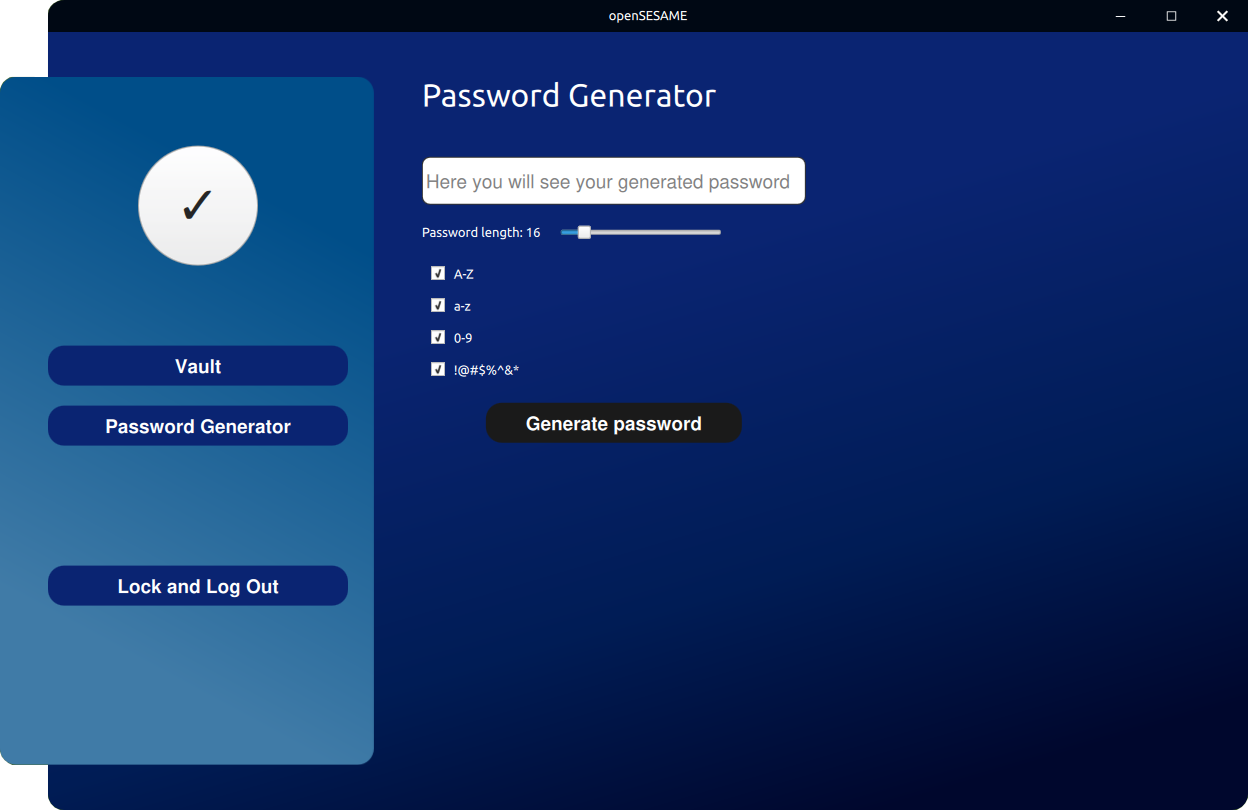 openSESAME
Password Generator
Here you will see your generated password
Password length: 16
A-Z
a-z
0-9
!@#$%^&*
Generate password
Vault
Password Generator
Lock and Log Out